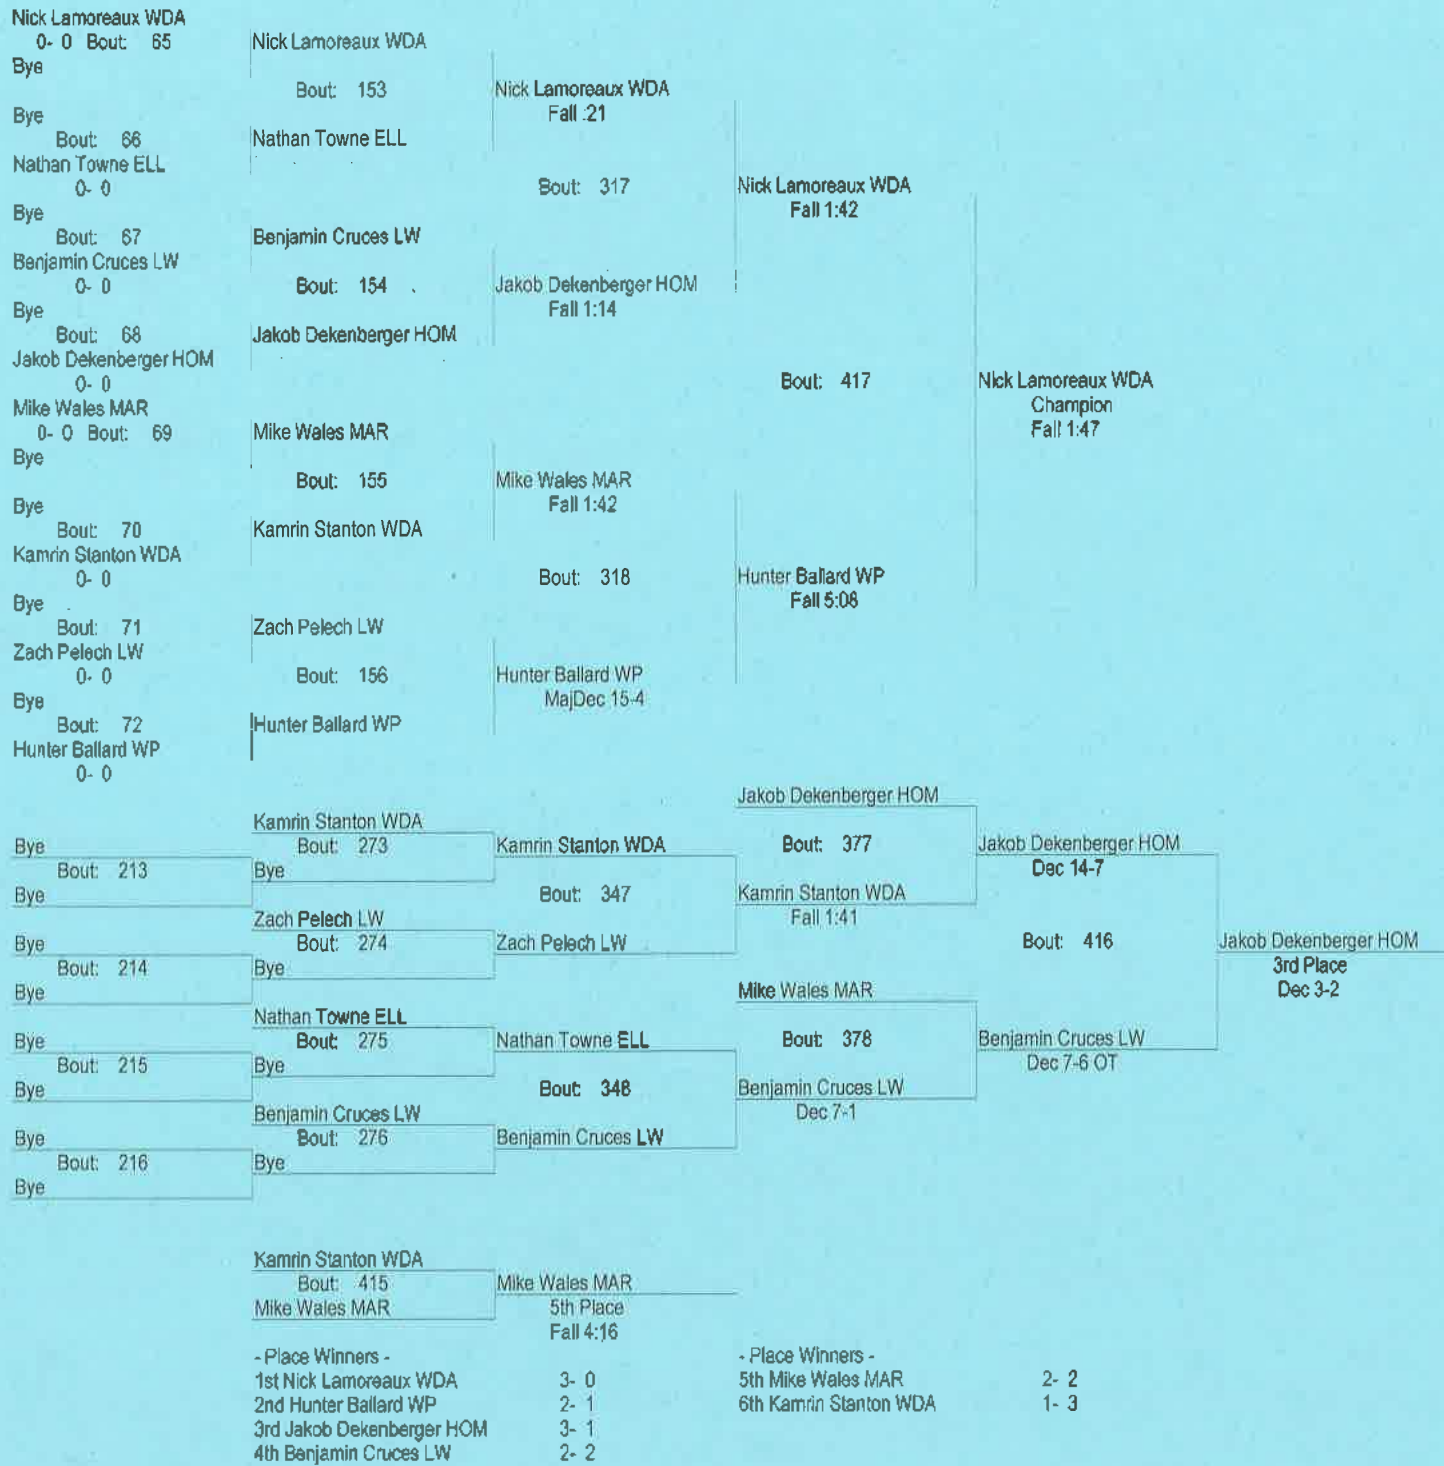 Nick Lamoreaux WDA
0- 0 Bout: 65 Nick Lamoreaux WDA
Bye
Bout: 153 Nick Lamoreaux WDA
Bye Fall :21
Bout: 66 Nathan Towne ELL
Nathan Towne ELL
0- 0 Bout: 317 Nick Lamoreaux WDA
Bye Fall 1:42
Bout: 67 Benjamin Cruces LW
Benjamin Cruces LW
0- 0 Bout: 154 Jakob Dekenberger HOM
Bye Fall 1:14
Bout: 68 Jakob Dekenberger HOM
Jakob Dekenberger HOM
0- 0 Bout: 417 Nick Lamoreaux WDA
Mike Wales MAR Champion
0- 0 Bout: 69 Mike Wales MAR Fall 1:47
Bye
Bout: 155 Mike Wales MAR
Bye Fall 1:42
Bout: 70 Kamrin Stanton WDA
Kamrin Stanton WDA
0- 0 Bout: 318 Hunter Ballard WP
Bye Fall 5:08
Bout: 71 Zach Pelech LW
Zach Pelech LW
0- 0 Bout: 156 Hunter Ballard WP
Bye MajDec 15-4
Bout: 72 Hunter Ballard WP
Hunter Ballard WP
0- 0
Jakob Dekenberger HOM
Kamrin Stanton WDA
Bye Bout: 273 Kamrin Stanton WDA Bout: 377 Jakob Dekenberger HOM
Bout: 213 Bye Dec 14-7
Bye Bout: 347 Kamrin Stanton WDA
Zach Pelech LW Fall 1:41
Bye Bout: 274 Zach Pelech LW Bout: 416 Jakob Dekenberger HOM
Bout: 214 Bye 3rd Place
Bye Mike Wales MAR Dec 3-2
Nathan Towne ELL
Bye Bout: 275 Nathan Towne ELL Bout: 378 Benjamin Cruces LW
Bout: 215 Bye Dec 7-6 OT
Bye Bout: 348 Benjamin Cruces LW
Benjamin Cruces LW Dec 7-1
Bye Bout: 276 Benjamin Cruces LW
Bout: 216 Bye
Bye
Kamrin Stanton WDA
Bout: 415 Mike Wales MAR
Mike Wales MAR 5th Place
Fall 4:16
- Place Winners - - Place Winners -
1st Nick Lamoreaux WDA 3- 0 5th Mike Wales MAR 2- 2
2nd Hunter Ballard WP 2- 1 6th Kamrin Stanton WDA 1- 3
3rd Jakob Dekenberger HOM 3- 1
4th Benjamin Cruces LW 2- 2